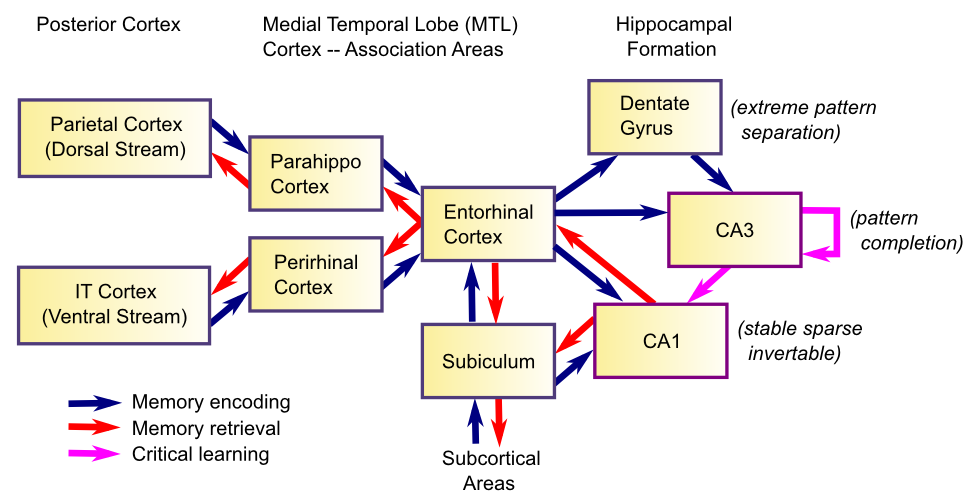 Posterior Cortex
Medial Temporal Lobe (MTL)
Cortex -- Association Areas
Hippocampal
Formation
Parietal Cortex
(Dorsal Stream)
Parahippo
Cortex
Dentate
Gyrus
(extreme pattern
separation)
Entorhinal
Cortex
CA3
(pattern
completion)
IT Cortex
(Ventral Stream)
Perirhinal
Cortex
Subiculum
CA1
(stable sparse
invertable)
Memory encoding
Memory retrieval
Critical learning
Subcortical
Areas